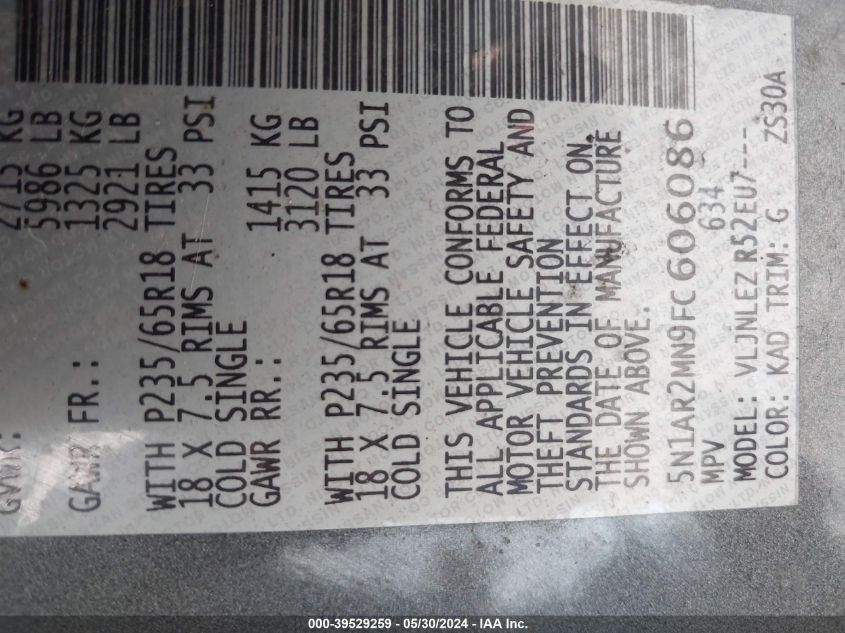 GVWR: 2715 KG
5986 LB
GAWR FR.: 1325 KG
2921 LB
WITH P235/65R18 TIRES
18 X 7.5 RIMS AT 33 PSI
COLD SINGLE
GAWR RR.: 1415 KG
3120 LB
WITH P235/65R18 TIRES
18 X 7.5 RIMS AT 33 PSI
COLD SINGLE
THIS VEHICLE CONFORMS TO
ALL APPLICABLE FEDERAL
MOTOR VEHICLE SAFETY AND
THEFT PREVENTION
STANDARDS IN EFFECT ON
THE DATE OF MANUFACTURE
SHOWN ABOVE.
5N1AR2MN9FC606086
MPV 634
MODEL: VLJNLEZ R52EU7---
COLOR: KAD TRIM: G ZS30A
000-39529259 - 05/30/2024 - IAA Inc.